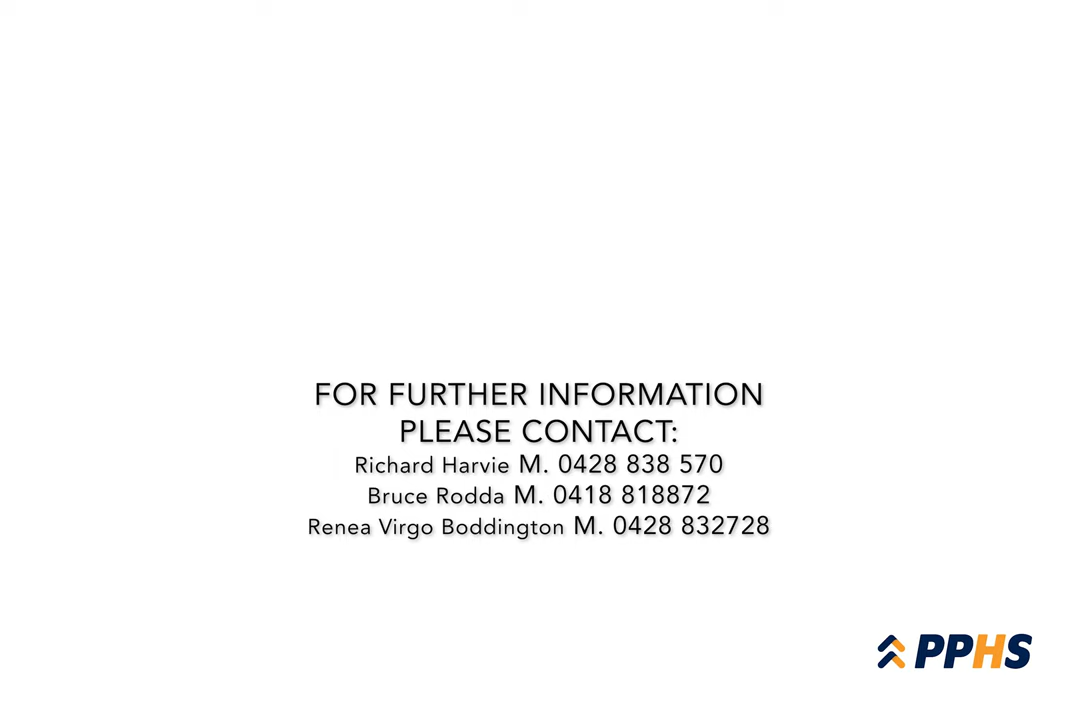 FOR FURTHER INFORMATION
PLEASE CONTACT:
Richard Harvie M. 0428 838 570
Bruce Rodda M. 0418 818872
Renea Virgo Boddington M. 0428 832728
PPHS